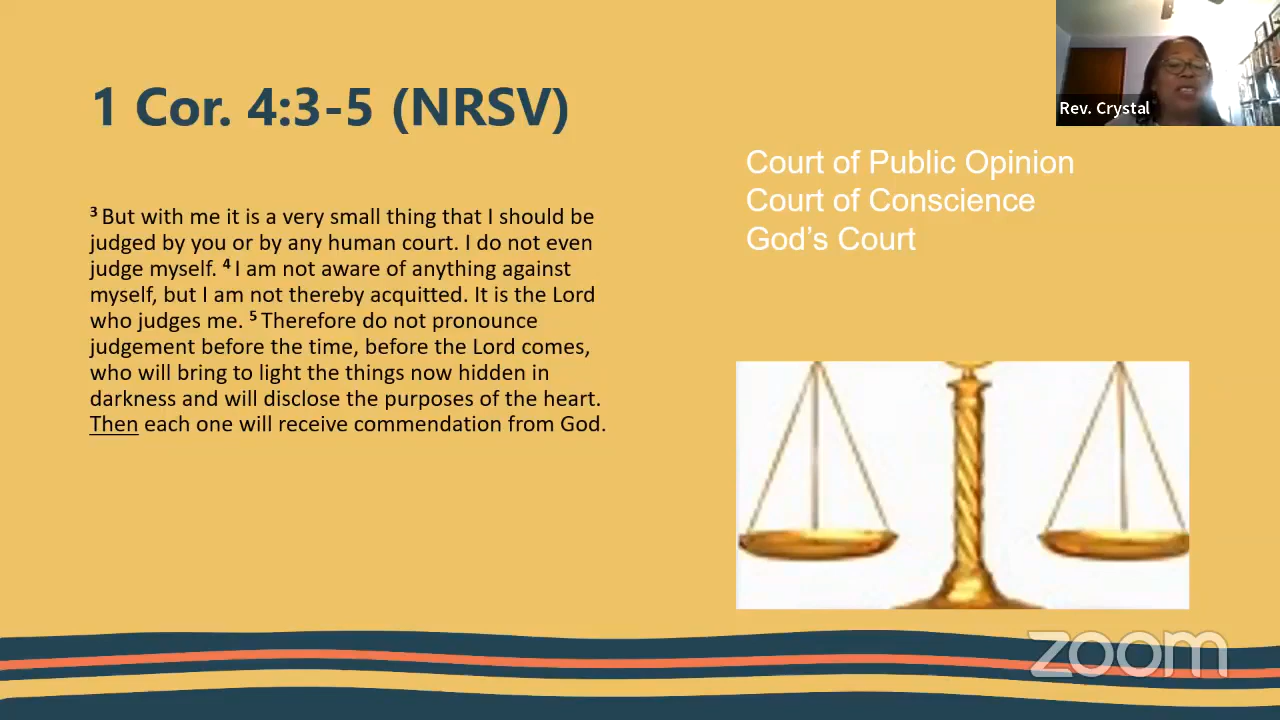 1 Cor. 4:3-5 (NRSV)
Rev. Crystal
Court of Public Opinion
Court of Conscience
God’s Court
3 But with me it is a very small thing that I should be
judged by you or by any human court. I do not even
judge myself. 4 I am not aware of anything against
myself, but I am not thereby acquitted. It is the Lord
who judges me. 5 Therefore do not pronounce
judgement before the time, before the Lord comes,
who will bring to light the things now hidden in
darkness and will disclose the purposes of the heart.
Then each one will receive commendation from God.
zoom